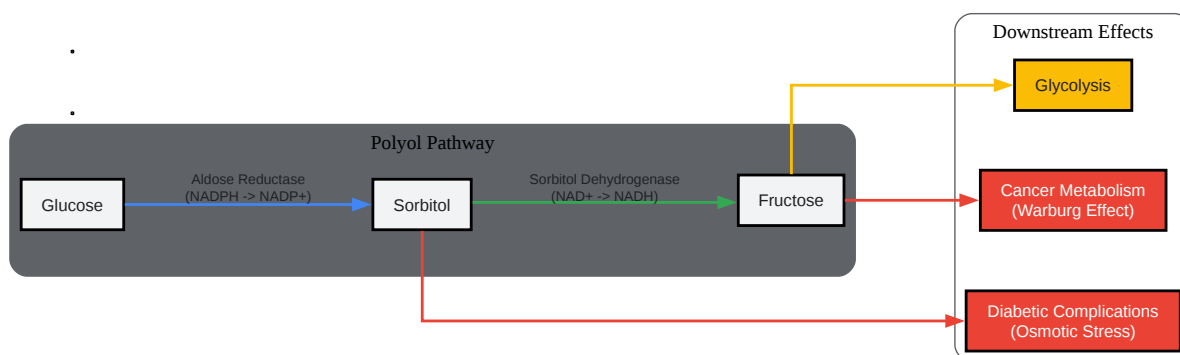 Downstream Effects
Glycolysis
Polyol Pathway
Aldose Reductase
(NADPH -> NADP+)
Sorbitol Dehydrogenase
(NAD+ -> NADH)
Glucose
Sorbitol
Fructose
Cancer Metabolism
(Warburg Effect)
Diabetic Complications
(Osmotic Stress)